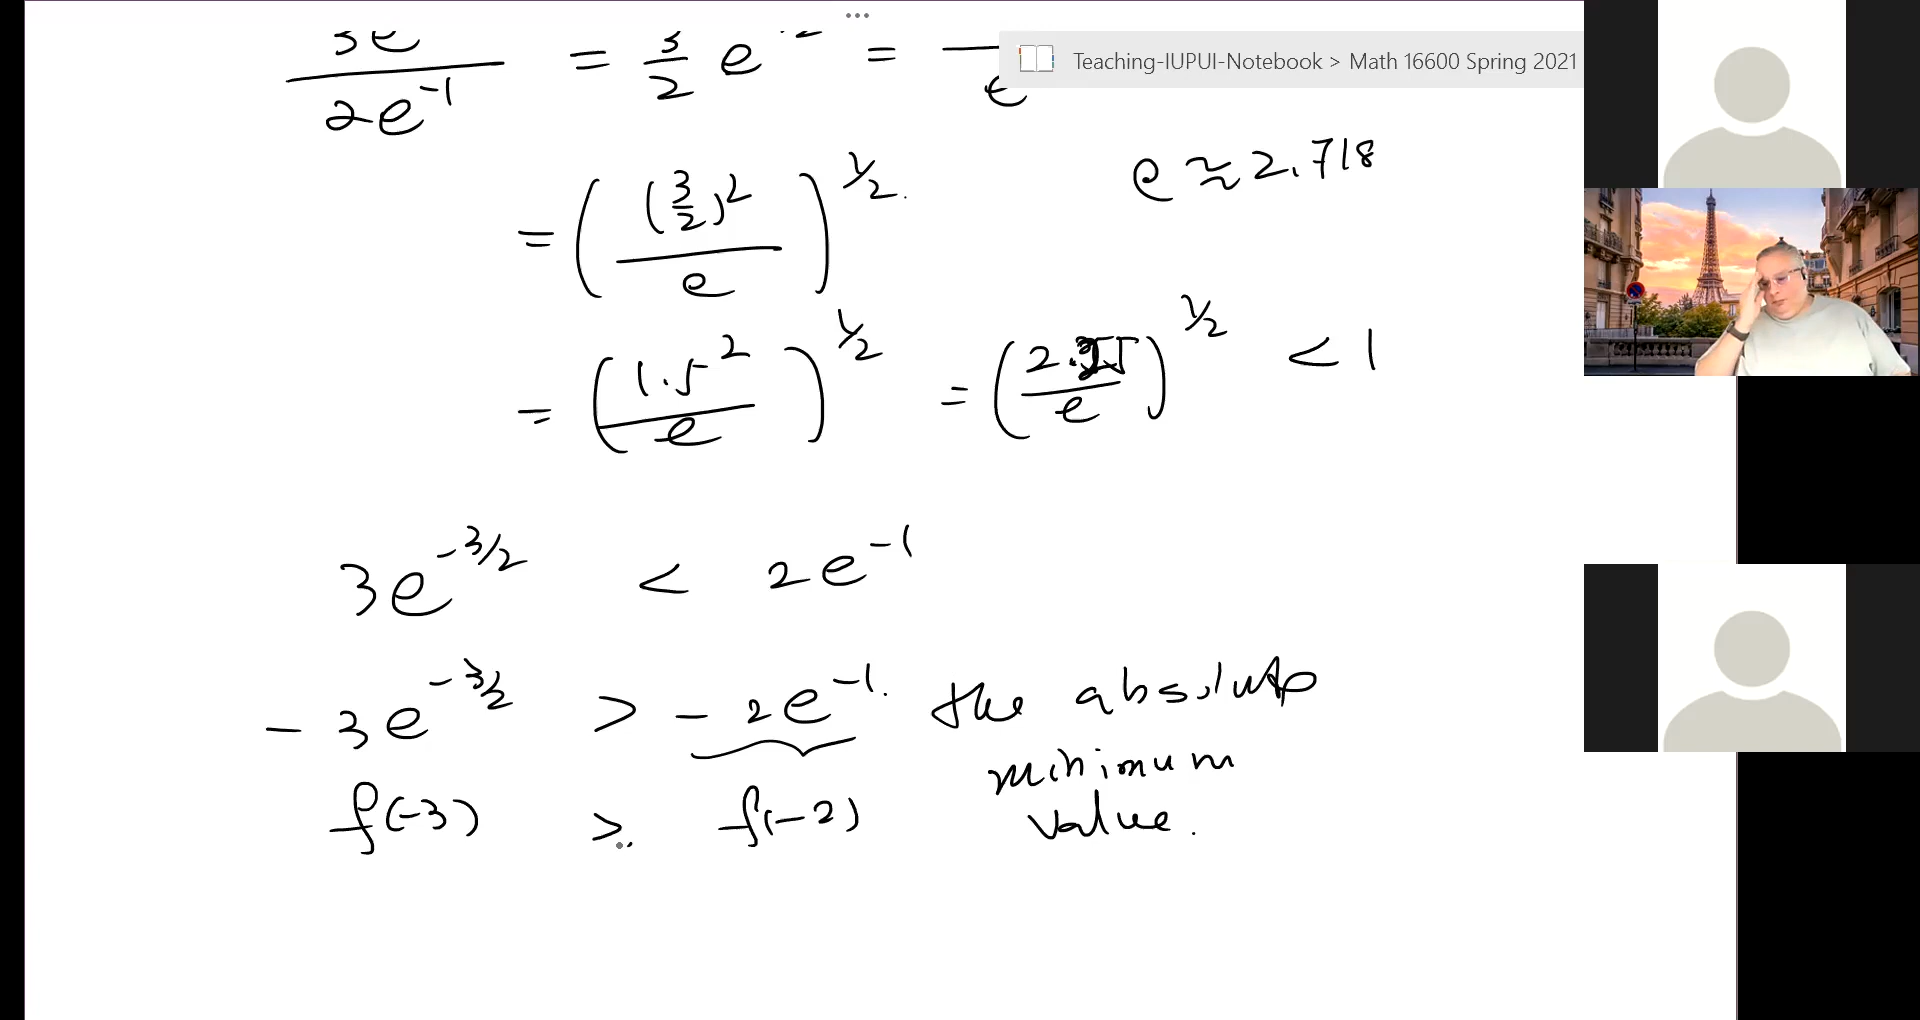 3e / 2e^-1 = 3/2 e = e
Teaching-IUPUI-Notebook > Math 16600 Spring 2021
e ≈ 2.718
= ( (3/2)^2 / e )^1/2.
= ( 1.5^2 / e )^1/2 = ( 2.25 / e )^1/2 < 1
3e^-3/2 < 2e^-1
- 3e^-3/2 > - 2e^-1. the absolute
minimum
f(-3) > f(-2) value.